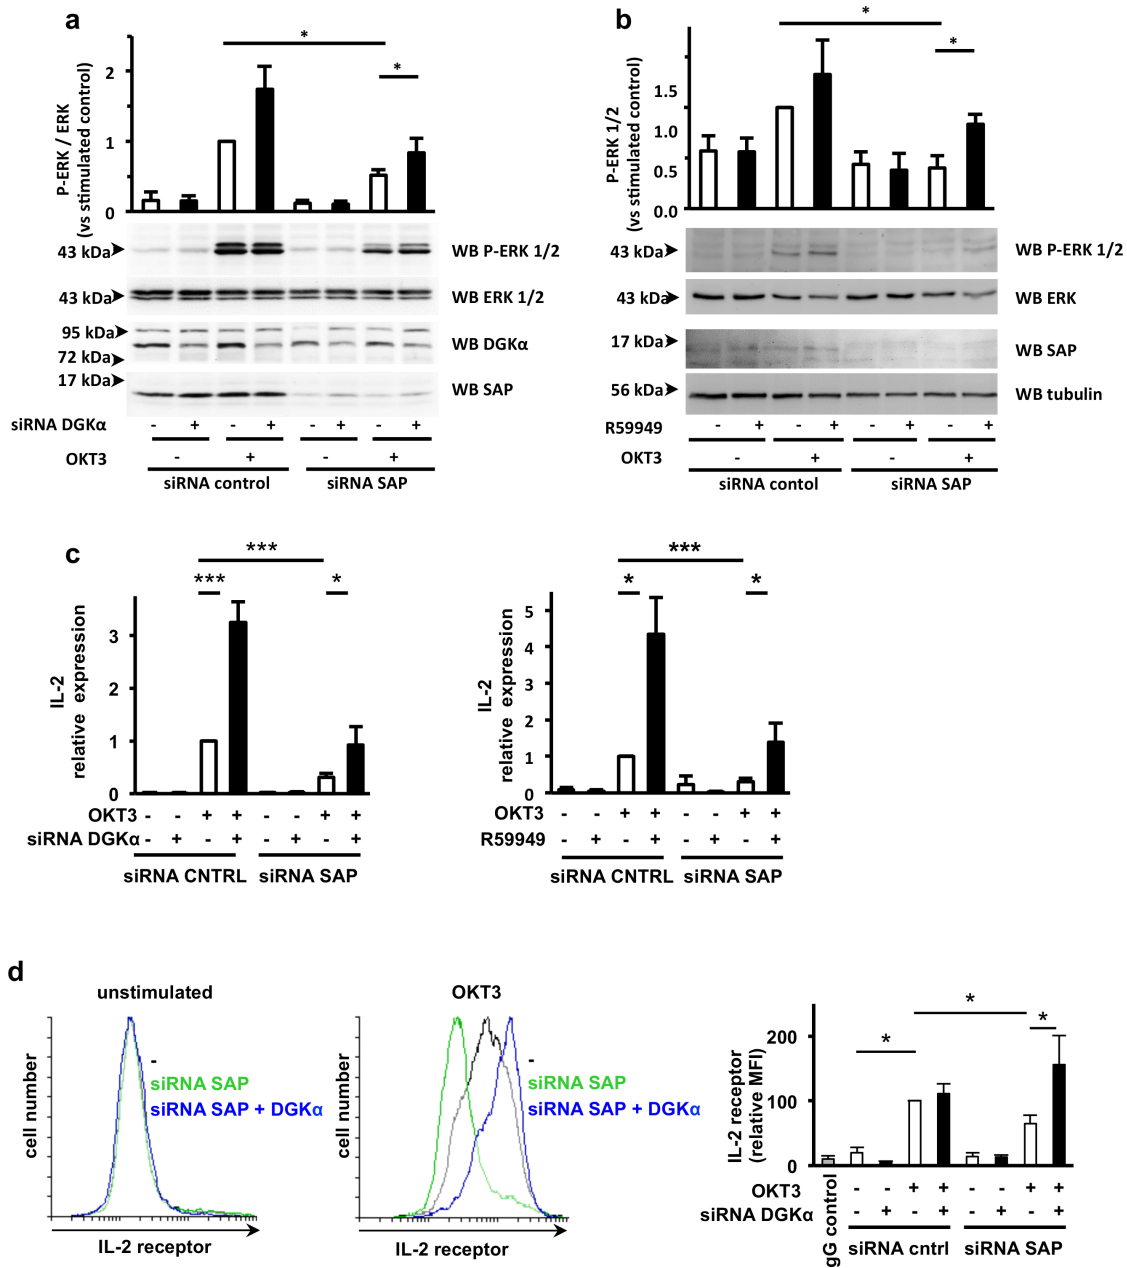 a
*
*
P-ERK / ERK
(vs stimulated control)
2
1
0
43 kDa
WB P-ERK 1/2
43 kDa
WB ERK 1/2
95 kDa
72 kDa
WB DGKα
17 kDa
WB SAP
siRNA DGKα - + - + - + - +
OKT3 - + - +
siRNA control siRNA SAP
b
*
*
P-ERK 1/2
(vs stimulated control)
1.5
1.0
0.5
0.0
43 kDa
WB P-ERK 1/2
43 kDa
WB ERK
17 kDa
WB SAP
56 kDa
WB tubulin
R59949 - + - + - + - +
OKT3 - + - +
siRNA contol siRNA SAP
c
***
*** *
IL-2
relative expression
3
2
1
0
OKT3 - - + + - - + +
siRNA DGKα - + - + - + - +
siRNA CNTRL siRNA SAP
***
* *
IL-2
relative expression
5
4
3
2
1
0
OKT3 - - + + - - + +
R59949 - + - + - + - +
siRNA CNTRL siRNA SAP
d
unstimulated
cell number
-
siRNA SAP
siRNA SAP + DGKα
IL-2 receptor
OKT3
cell number
-
siRNA SAP
siRNA SAP + DGKα
IL-2 receptor
*
*
*
IL-2 receptor
(relative MFI)
200
100
0
OKT3 - - + + - - + +
siRNA DGKα - + - + - + - +
gG control
siRNA cntrl siRNA SAP